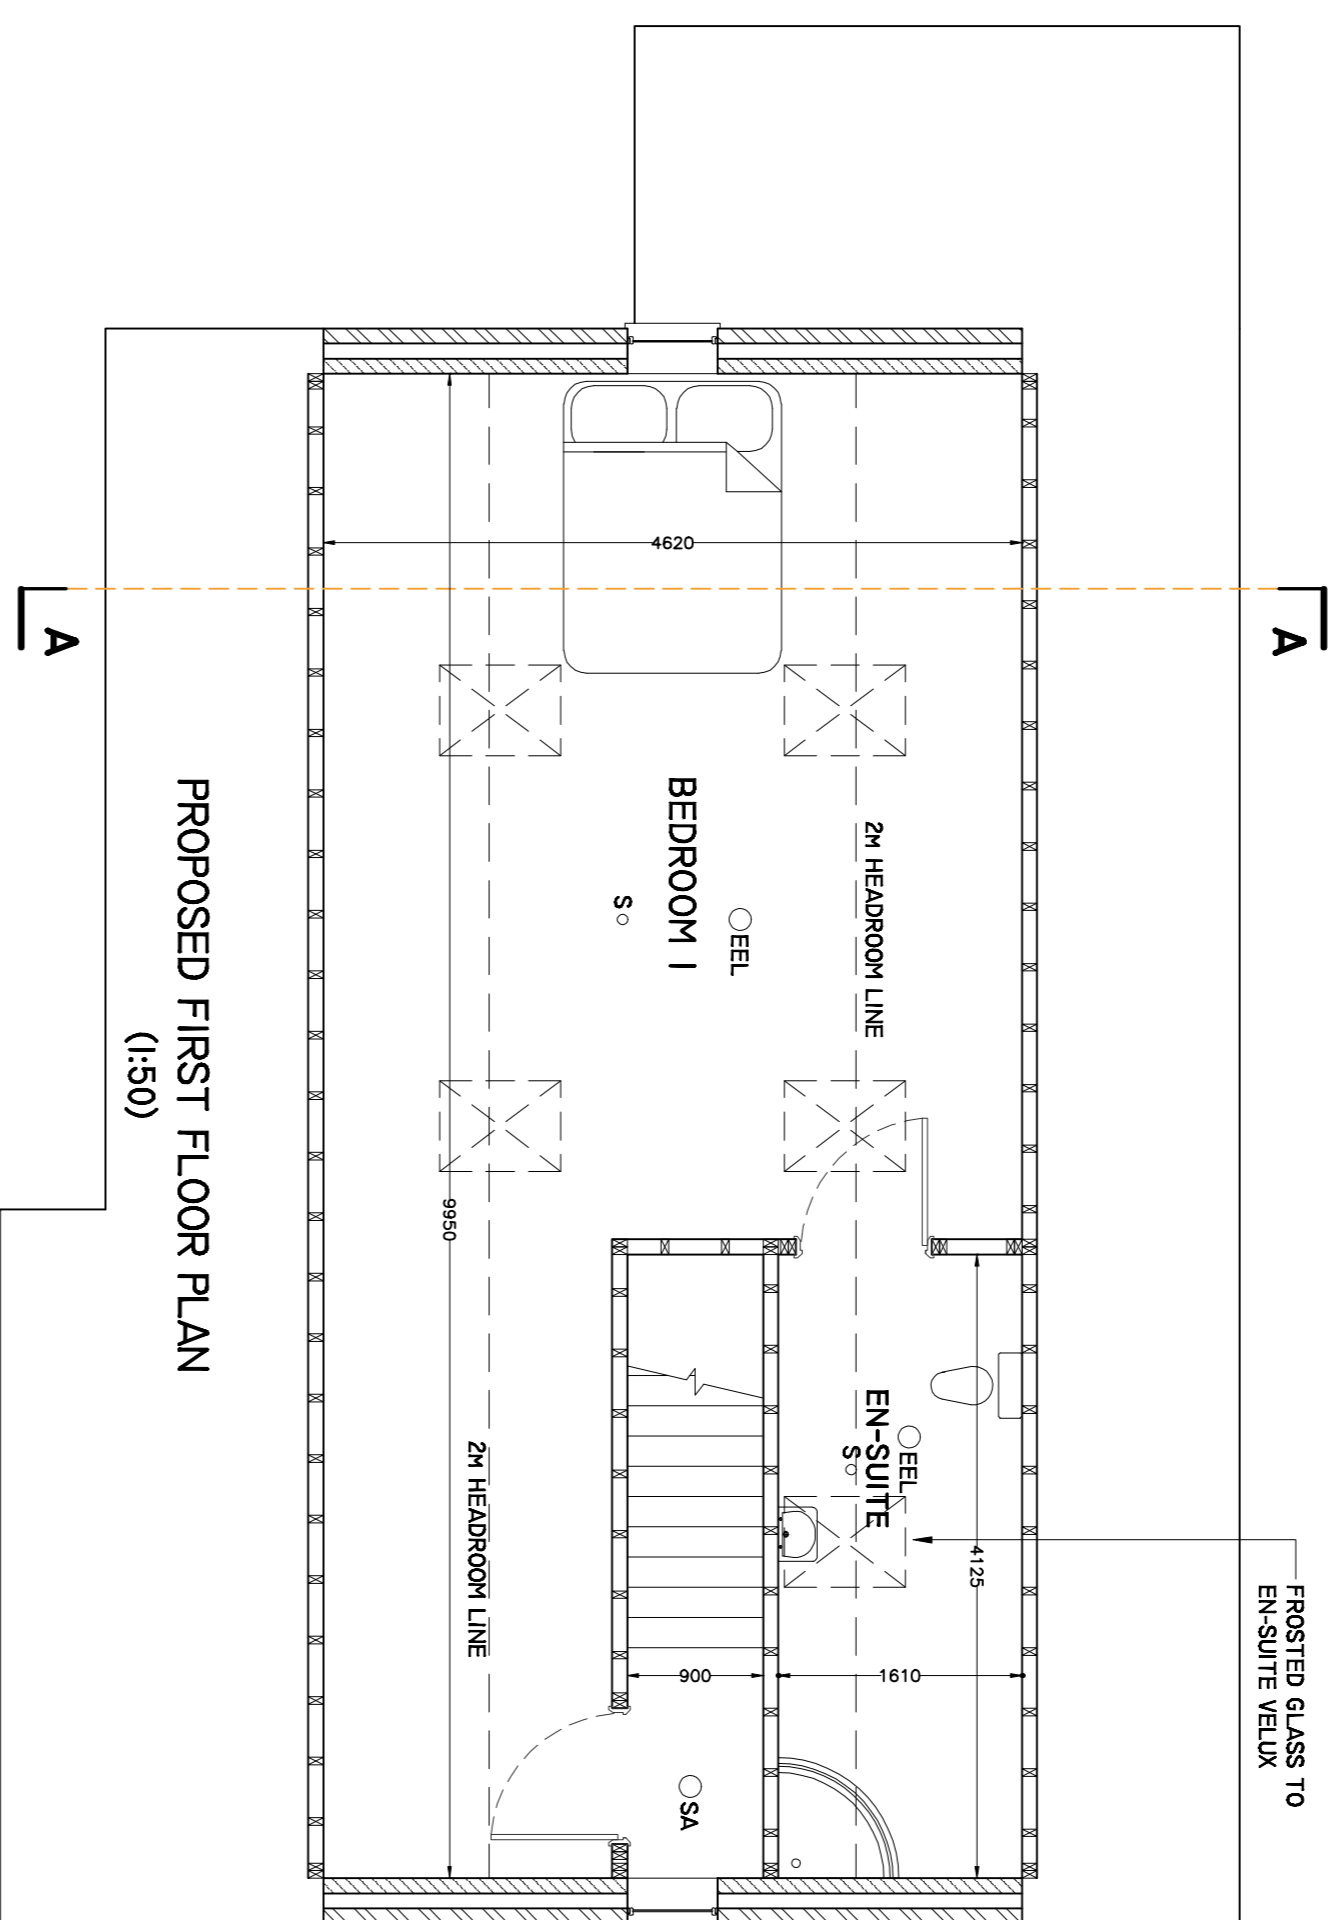 A
A
FROSTED GLASS TO
EN-SUITE VELUX
4620
2M HEADROOM LINE
EEL
BEDROOM 1
S
EEL
EN-SUITE
S
4125
1610
900
SA
9950
2M HEADROOM LINE
PROPOSED FIRST FLOOR PLAN
(1:50)